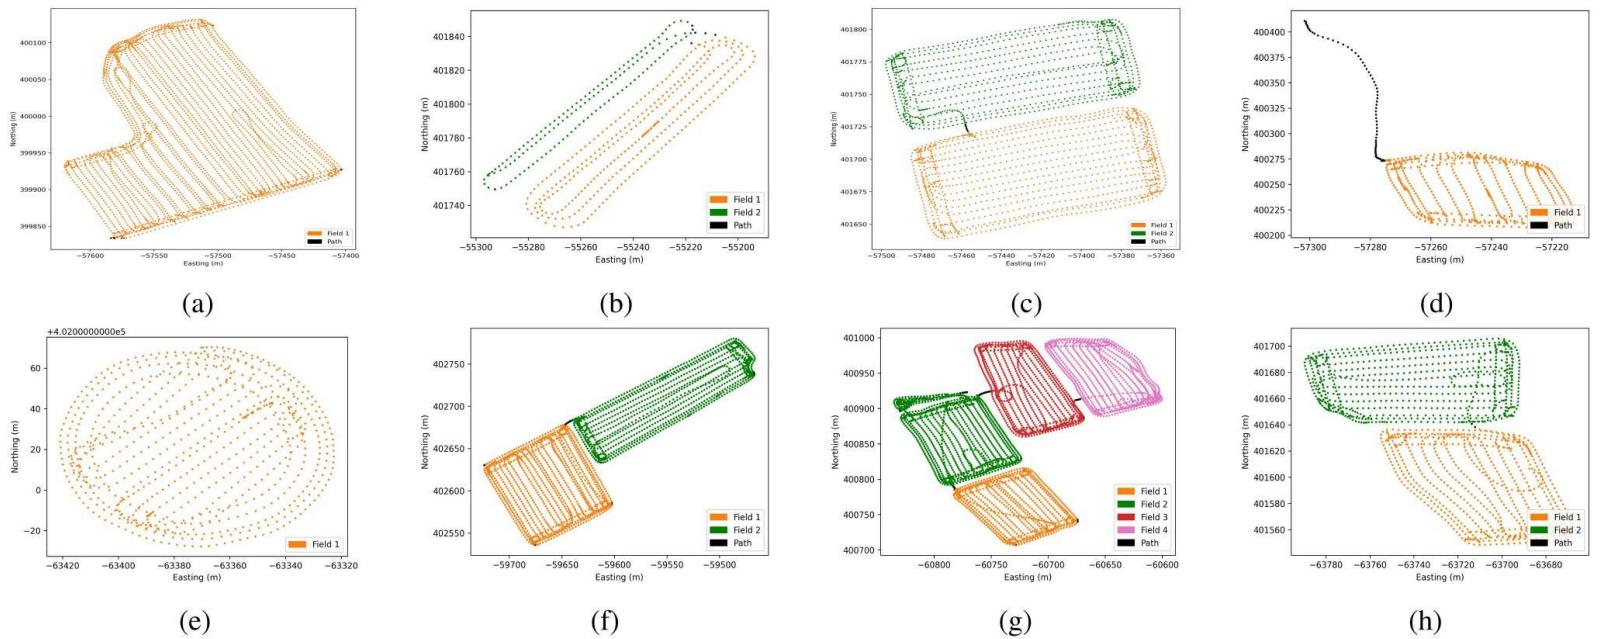 400100
400050
400000
399950
399900
399850
Northing (m)
−57600
−57550
−57500
−57450
−57400
Easting (m)
Field 1
Path
(a)
401840
401820
401800
401780
401760
401740
Northing (m)
−55300
−55280
−55260
−55240
−55220
−55200
Easting (m)
Field 1
Field 2
Path
(b)
401800
401775
401750
401725
401700
401675
401650
Northing (m)
−57500
−57480
−57460
−57440
−57420
−57400
−57380
−57360
Easting (m)
Field 1
Field 2
Path
(c)
400400
400375
400350
400325
400300
400275
400250
400225
400200
Northing (m)
−57300
−57280
−57260
−57240
−57220
Easting (m)
Field 1
Path
(d)
+4.0200000000e5
60
40
20
0
−20
Northing (m)
−63420
−63400
−63380
−63360
−63340
−63320
Easting (m)
Field 1
(e)
402750
402700
402650
402600
402550
Northing (m)
−59700
−59650
−59600
−59550
−59500
Easting (m)
Field 1
Field 2
Path
(f)
401000
400950
400900
400850
400800
400750
400700
Northing (m)
−60800
−60750
−60700
−60650
−60600
Easting (m)
Field 1
Field 2
Field 3
Field 4
Path
(g)
401700
401680
401660
401640
401620
401600
401580
401560
Northing (m)
−63780
−63760
−63740
−63720
−63700
−63680
Easting (m)
Field 1
Field 2
Path
(h)